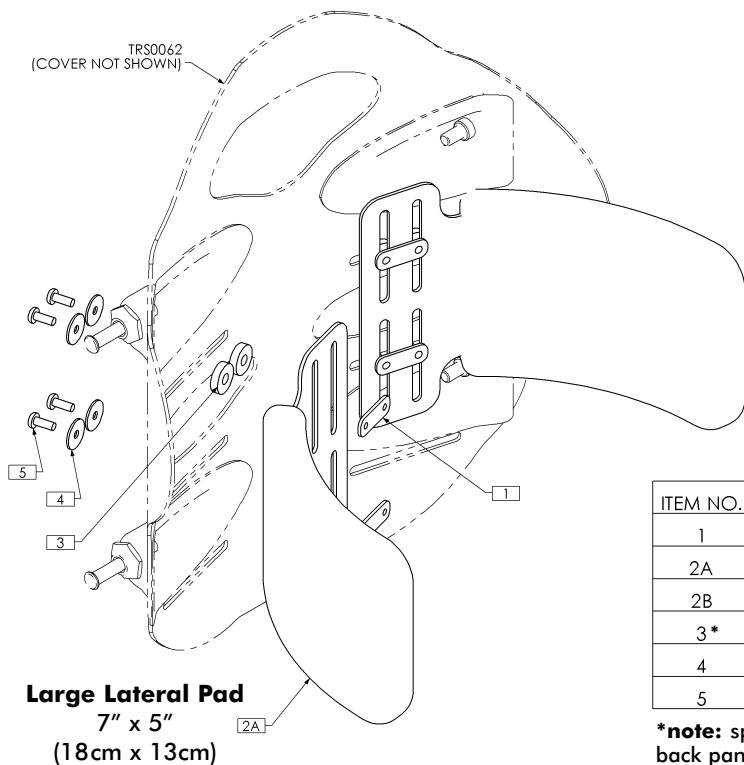 TRS0062
(COVER NOT SHOWN)
5
4
3
1
2A
Large Lateral Pad
7” x 5”
(18cm x 13cm)
ITEM NO.
1
2A
2B
3*
4
5
*note: sp
back pan